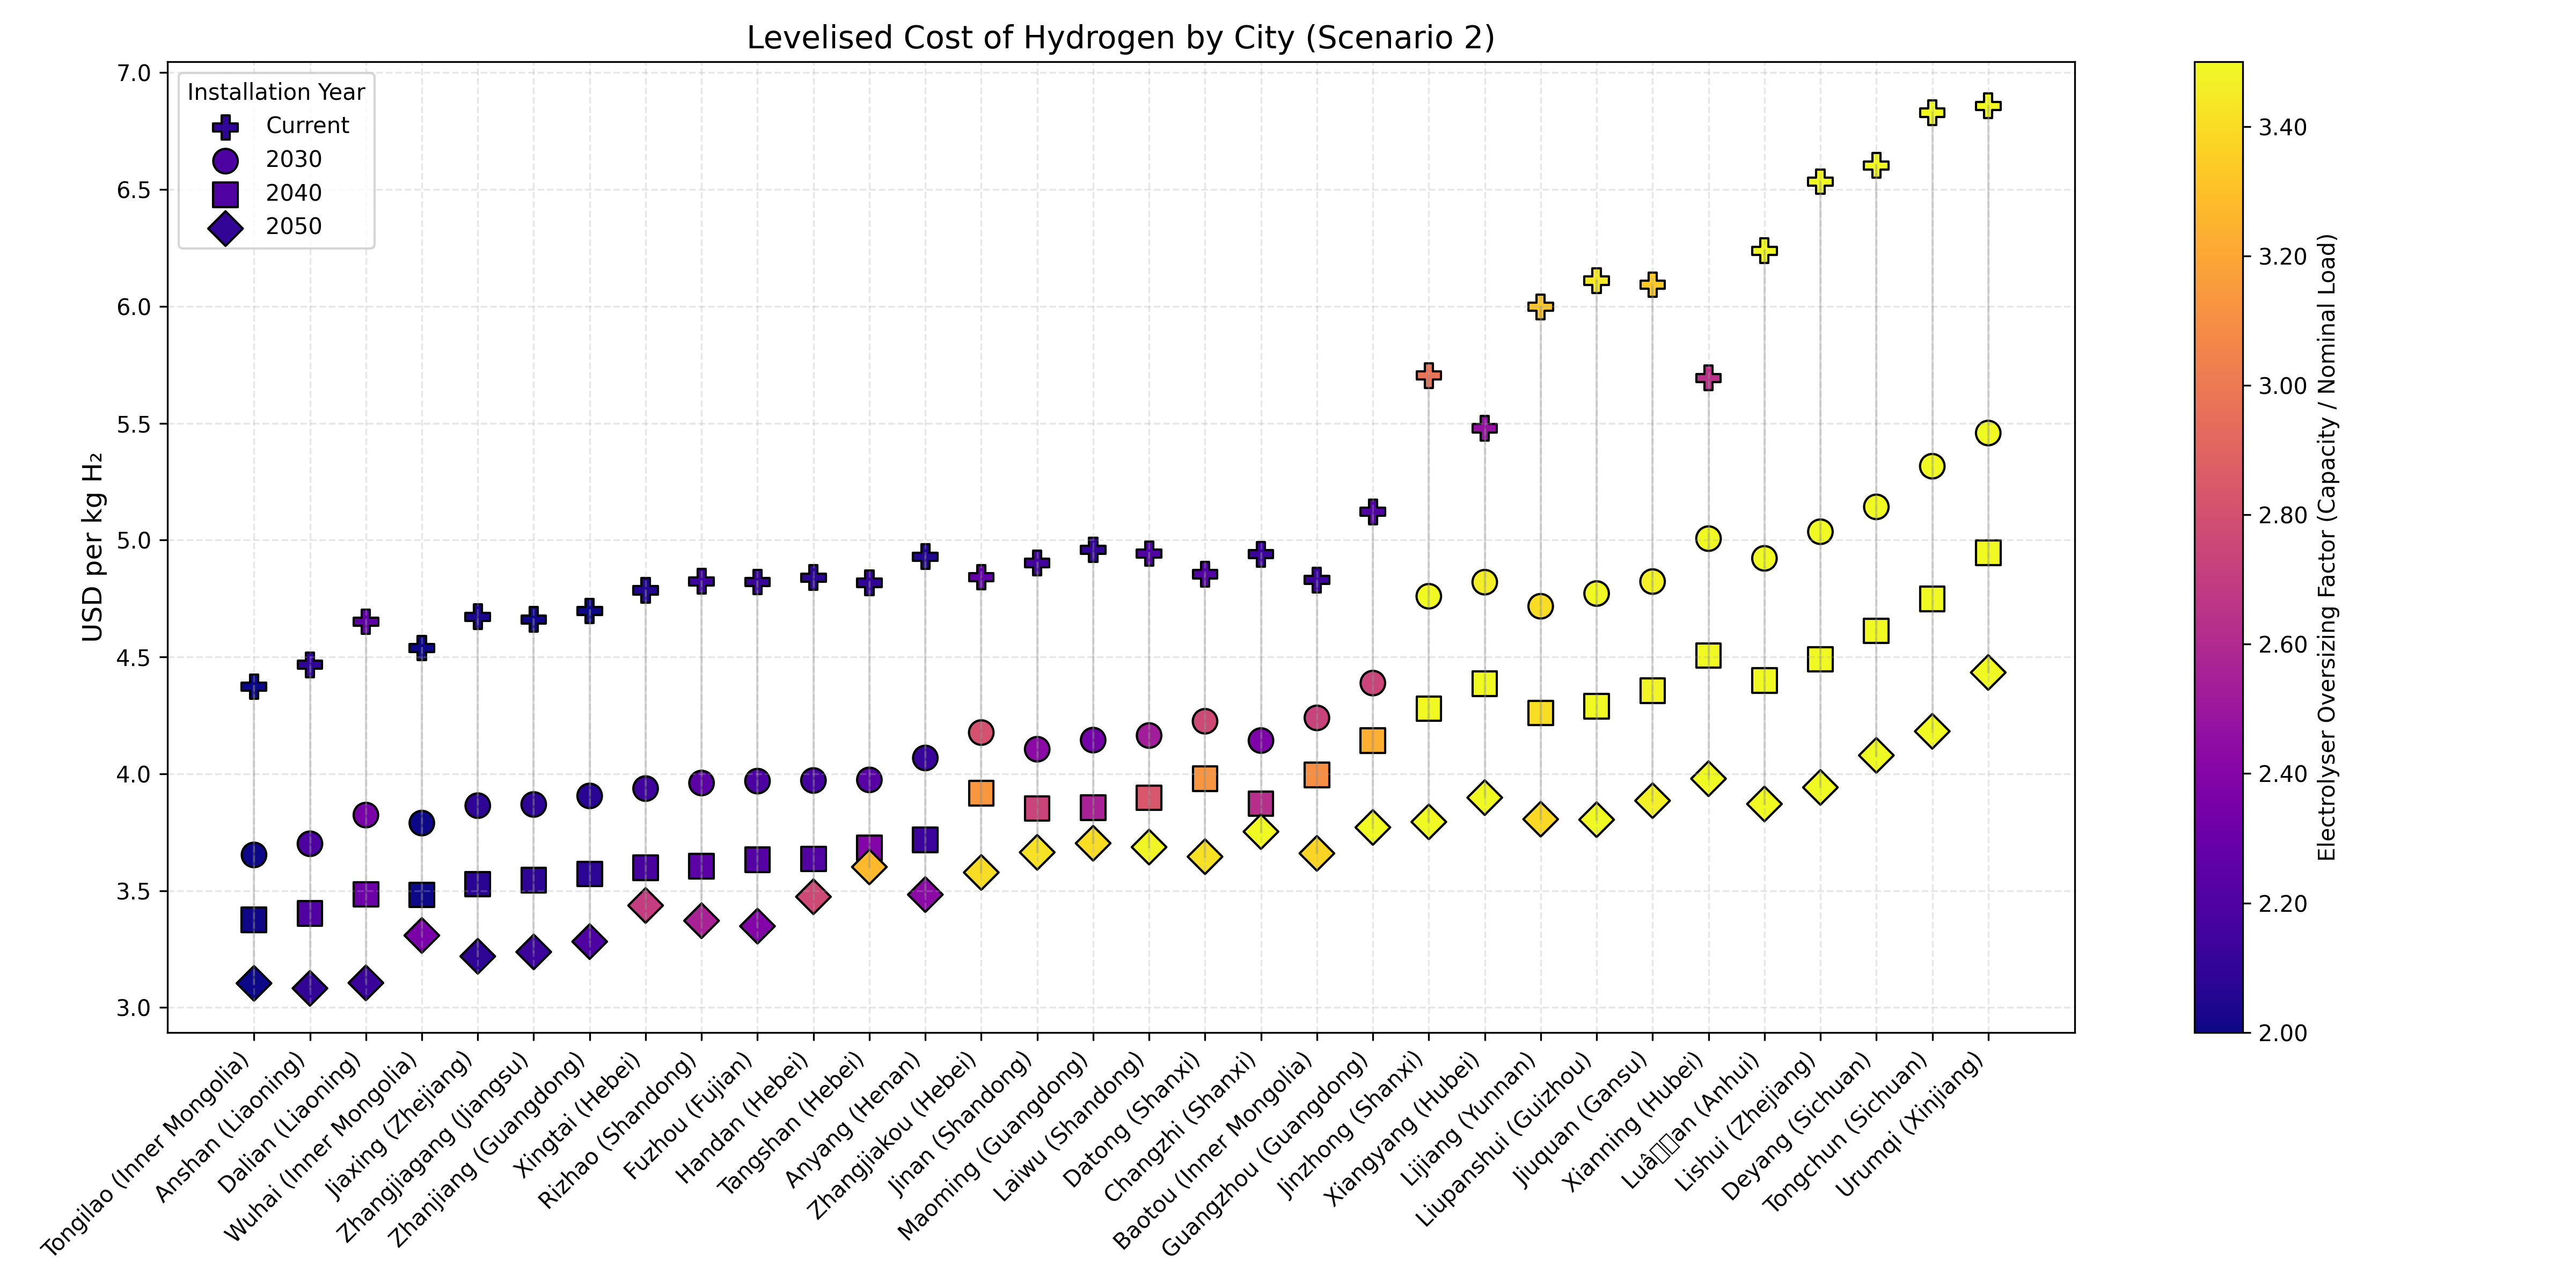 Levelised Cost of Hydrogen by City (Scenario 2)
USD per kg H₂
7.0
6.5
6.0
5.5
5.0
4.5
4.0
3.5
3.0
Installation Year
Current
2030
2040
2050
Tongilao (Inner Mongolia)
Anshan (Liaoning)
Dalian (Liaoning)
Wuhai (Inner Mongolia)
Jiaxing (Zhejiang)
Zhangjiagang (Jiangsu)
Zhanjiang (Guangdong)
Xingtai (Hebei)
Rizhao (Shandong)
Fuzhou (Fujian)
Handan (Hebei)
Tangshan (Hebei)
Anyang (Henan)
Zhangjiakou (Hebei)
Jinan (Shandong)
Maoming (Guangdong)
Laiwu (Shandong)
Datong (Shanxi)
Changzhi (Shanxi)
Baotou (Inner Mongolia)
Guangzhou (Guangdong)
Jinzhong (Shanxi)
Xiangyang (Hubei)
Lijiang (Yunnan)
Liupanshui (Guizhou)
Jiuquan (Gansu)
Xianning (Hubei)
Luâ▯▯an (Anhui)
Lishui (Zhejiang)
Deyang (Sichuan)
Tongchun (Sichuan)
Urumqi (Xinjiang)
3.40
3.20
3.00
2.80
2.60
2.40
2.20
2.00
Electrolyser Oversizing Factor (Capacity / Nominal Load)